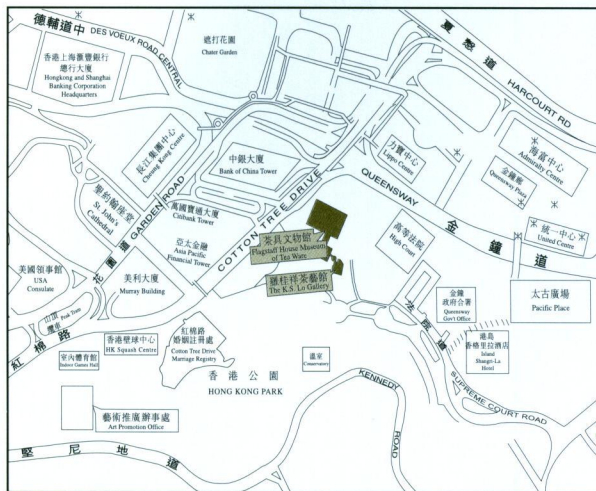 德輔道中
DES VOEUX ROAD CENTRAL
遮打花園
Chater Garden
夏慤道
HARCOURT RD
香港上海滙豐銀行
總行大廈
Hongkong and Shanghai
Banking Corporation
Headquarters
長江集團中心
Cheung Kong Centre
中銀大廈
Bank of China Tower
力寶中心
Lippo Centre
海富中心
Admiralty Centre
金鐘廊
Queensway Plaza
統一中心
United Centre
聖約翰座堂
St. John's
Cathedral
花園道 GARDEN ROAD
萬國寶通大廈
Citibank Tower
COTTON TREE DRIVE
QUEENSWAY
金鐘道
茶具文物館
Flagstaff House Museum
of Tea Ware
高等法院
High Court
美國領事館
USA
Consulate
亞太金融
Asia Pacific
Financial Tower
美利大廈
Murray Building
羅桂祥茶藝館
The K.S. Lo Gallery
金鐘
政府合署
Queensway
Gov't Office
太古廣場
Pacific Place
山頂
纜車
Peak Tram
紅棉路
香港壁球中心
HK Squash Centre
紅棉路
婚姻註冊處
Cotton Tree Drive
Marriage Registry
法院道
港島
香格里拉酒店
Island
Shangri-La
Hotel
室內體育館
Indoor Games Hall
溫室
Conservatory
香港公園
HONG KONG PARK
KENNEDY
ROAD
SUPREME COURT ROAD
藝術推廣辦事處
Art Promotion Office
堅尼地道